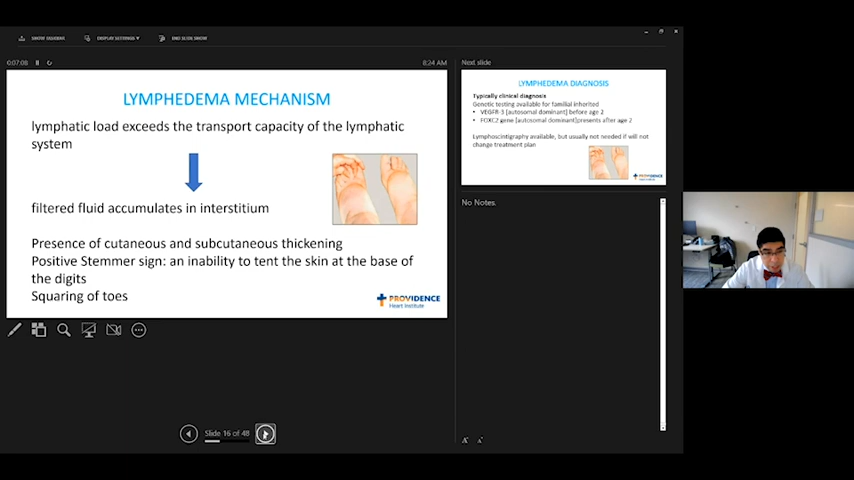 SHOW TASKBAR DISPLAY SETTINGS ▾ END SLIDE SHOW
0:07:08
8:24 AM
Next slide
LYMPHEDEMA MECHANISM
lymphatic load exceeds the transport capacity of the lymphatic
system
filtered fluid accumulates in interstitium
Presence of cutaneous and subcutaneous thickening
Positive Stemmer sign: an inability to tent the skin at the base of
the digits
Squaring of toes
PROVIDENCE
Heart Institute
Slide 16 of 48
LYMPHEDEMA DIAGNOSIS
Typically clinical diagnosis
Genetic testing available for familial inherited
• VEGFR-3 [autosomal dominant] before age 2
• FOXC2 gene [autosomal dominant]presents after age 2
Lymphoscintigraphy available, but usually not needed if will not
change treatment plan
PROVIDENCE
Heart Institute
No Notes.
A A